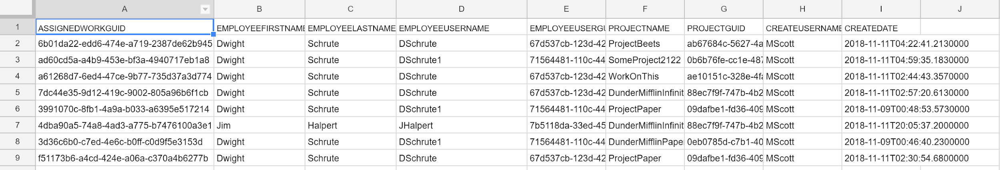 A B C D E F G H I J
1 ASSIGNEDWORKGUID EMPLOYEEFIRSTNAME EMPLOYEELASTNAME EMPLOYEEUSERNAME EMPLOYEEUSERGU PROJECTNAME PROJECTGUID CREATEUSERNAME CREATEDATE
2 6b01da22-edd6-474e-a719-2387de62b945 Dwight Schrute DSchrute 67d537cb-123d-42 ProjectBeets ab67684c-5627-4a MScott 2018-11-11T04:22:41.2130000
3 ad60cd5a-a4b9-453e-bf3a-4940717eb1a8 Dwight Schrute DSchrute1 71564481-110c-44 SomeProject2122 0b6b76fe-cc1e-487 MScott 2018-11-11T04:59:35.1830000
4 a61268d7-6ed4-47ce-9b77-735d37a3d774 Dwight Schrute DSchrute 67d537cb-123d-42 WorkOnThis ae10151c-328e-4fa MScott 2018-11-11T02:44:43.3570000
5 7dc44e35-9d12-419c-9002-805a96b6f1cb Dwight Schrute DSchrute 67d537cb-123d-42 DunderMifflinInfinit 88ec7f9f-747b-4b2 MScott 2018-11-11T02:57:20.6130000
6 3991070c-8fb1-4a9a-b033-a6395e517214 Dwight Schrute DSchrute1 71564481-110c-44 ProjectPaper 09dafbe1-fd36-409 MScott 2018-11-09T00:48:53.5730000
7 4dba90a5-74a8-4ad3-a775-b7476100a3e1 Jim Halpert JHalpert 7b5118da-33ed-45 DunderMifflinInfinit 88ec7f9f-747b-4b2 MScott 2018-11-11T20:05:37.2000000
8 3d36c6b0-c7ed-4e6c-b0ff-c0d9f5e3153d Dwight Schrute DSchrute1 71564481-110c-44 DunderMifflinPape 0eb0785d-c7b1-40 MScott 2018-11-09T00:46:40.2300000
9 f51173b6-a4cd-424e-a06a-c370a4b6277b Dwight Schrute DSchrute 67d537cb-123d-42 ProjectPaper 09dafbe1-fd36-409 MScott 2018-11-11T02:30:54.6800000